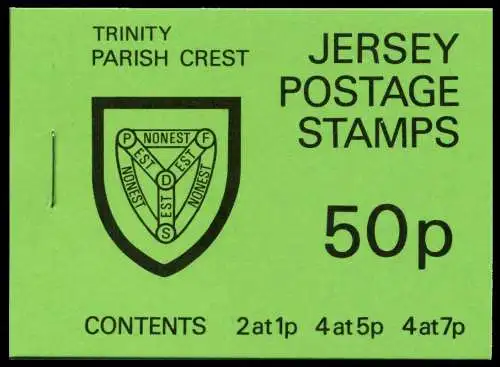 TRINITY
PARISH CREST
JERSEY
POSTAGE
STAMPS
P NONEST F
EST EST
NONEST D NONEST
EST
S
50p
CONTENTS 2at1p 4at5p 4at7p